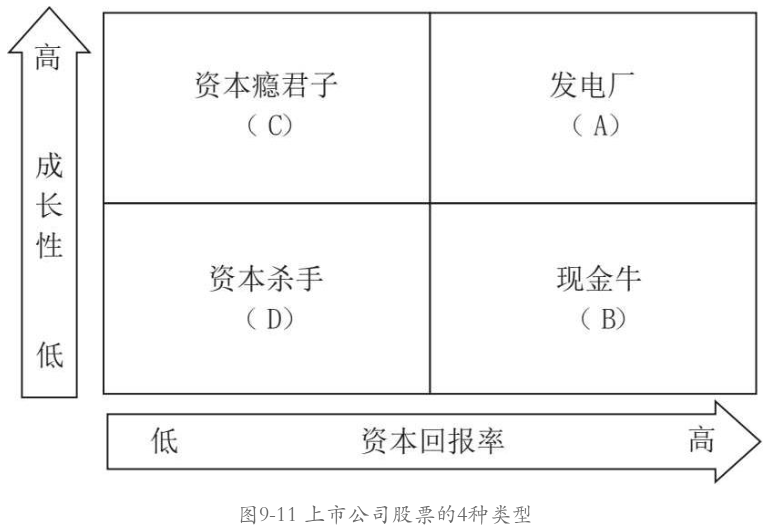 高
成
长
性
低
资本瘾君子
（C）
发电厂
（A）
资本杀手
（D）
现金牛
（B）
低 资本回报率 高
图9-11 上市公司股票的4种类型